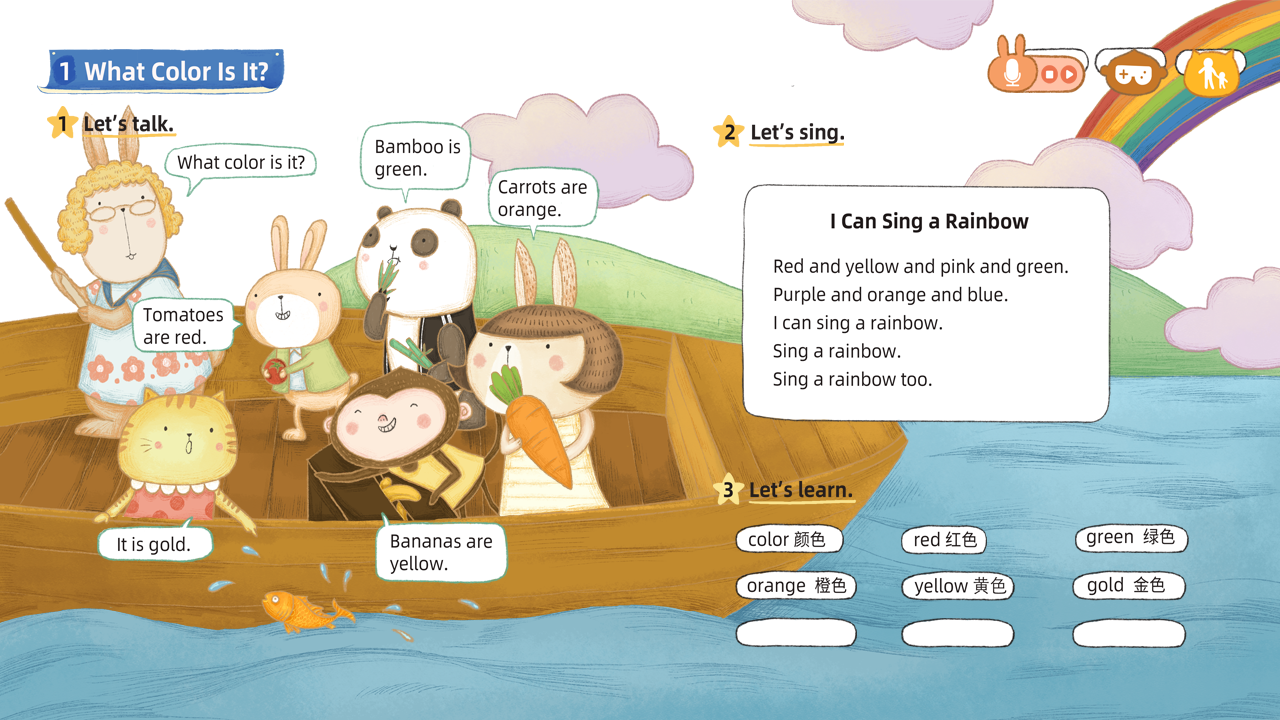 1 What Color Is It?
1 Let's talk.
What color is it?
Bamboo is
green.
Carrots are
orange.
Tomatoes
are red.
It is gold.
Bananas are
yellow.
2 Let's sing.
I Can Sing a Rainbow
Red and yellow and pink and green.
Purple and orange and blue.
I can sing a rainbow.
Sing a rainbow.
Sing a rainbow too.
3 Let's learn.
color 颜色
red 红色
green 绿色
orange 橙色
yellow 黄色
gold 金色